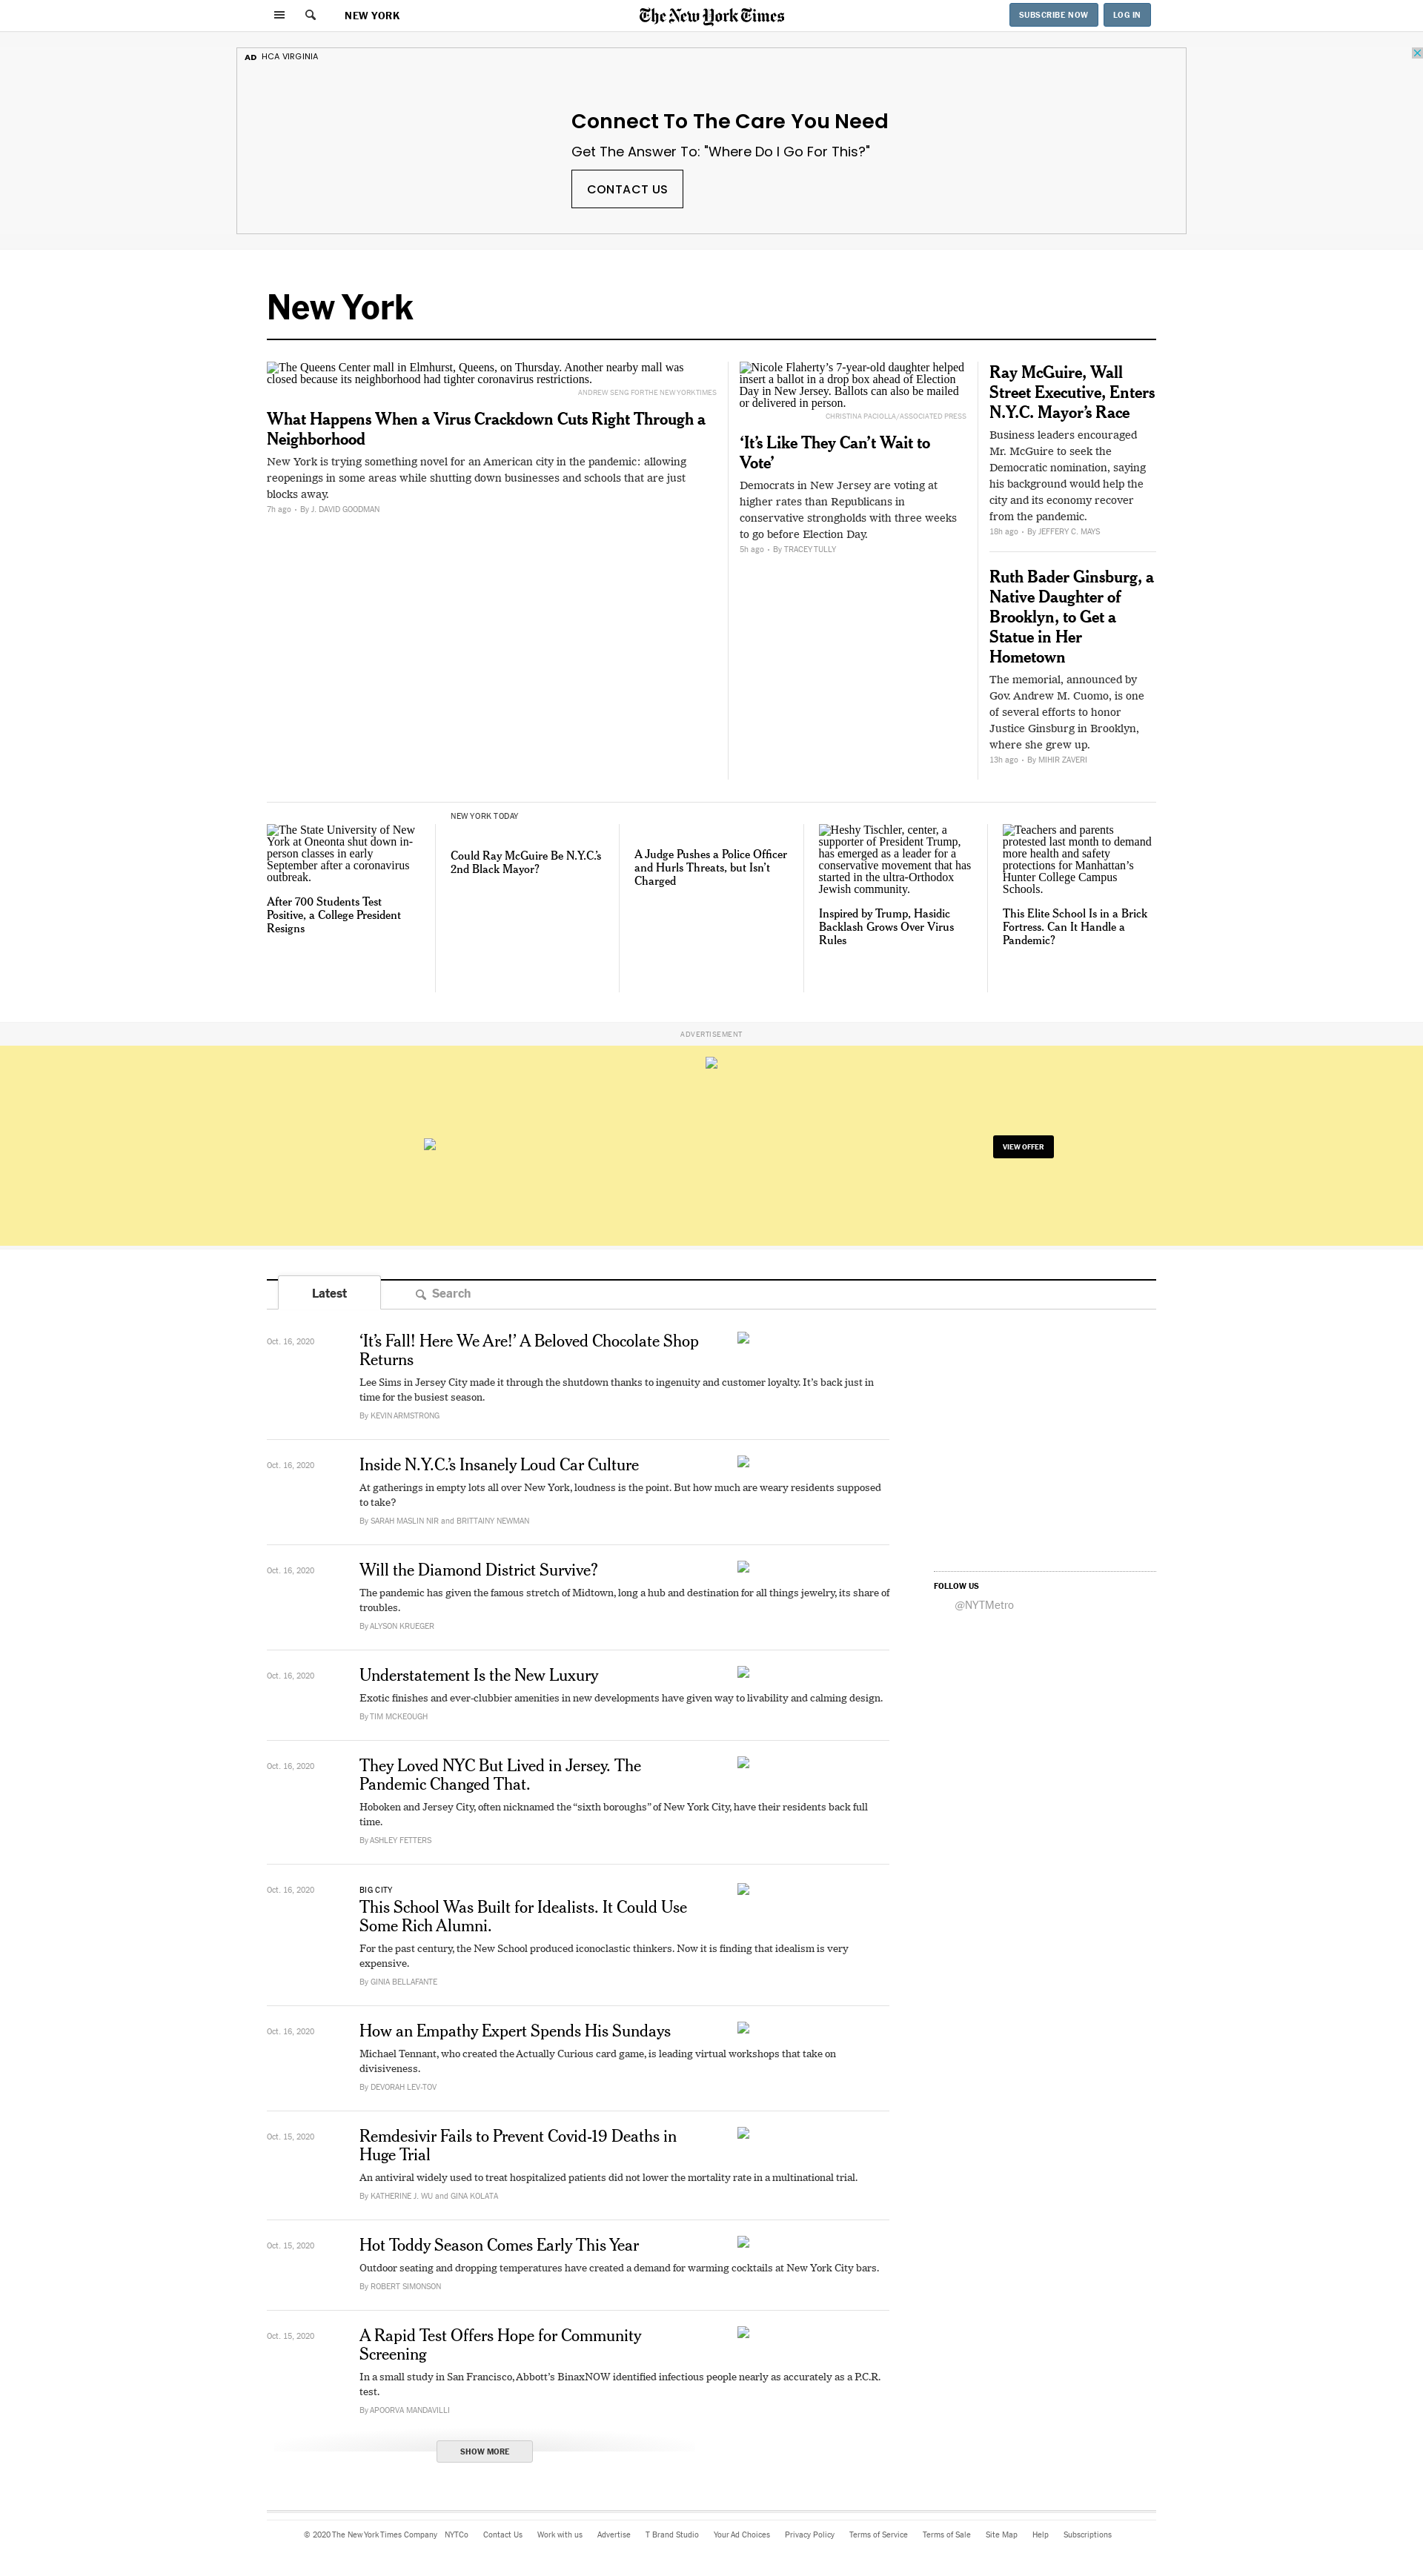 NEW YORK
The New York Times
SUBSCRIBE NOW
LOG IN
AD HCA VIRGINIA
Connect To The Care You Need
Get The Answer To: "Where Do I Go For This?"
CONTACT US
New York
The Queens Center mall in Elmhurst, Queens, on Thursday. Another nearby mall was
closed because its neighborhood had tighter coronavirus restrictions.
ANDREW SENG FOR THE NEW YORK TIMES
What Happens When a Virus Crackdown Cuts Right Through a
Neighborhood
New York is trying something novel for an American city in the pandemic: allowing
reopenings in some areas while shutting down businesses and schools that are just
blocks away.
7h ago • By J. DAVID GOODMAN
Nicole Flaherty’s 7-year-old daughter helped
insert a ballot in a drop box ahead of Election
Day in New Jersey. Ballots can also be mailed
or delivered in person.
CHRISTINA PACIOLLA/ASSOCIATED PRESS
‘It’s Like They Can’t Wait to
Vote’
Democrats in New Jersey are voting at
higher rates than Republicans in
conservative strongholds with three weeks
to go before Election Day.
5h ago • By TRACEY TULLY
Ray McGuire, Wall
Street Executive, Enters
N.Y.C. Mayor’s Race
Business leaders encouraged
Mr. McGuire to seek the
Democratic nomination, saying
his background would help the
city and its economy recover
from the pandemic.
18h ago • By JEFFERY C. MAYS
Ruth Bader Ginsburg, a
Native Daughter of
Brooklyn, to Get a
Statue in Her
Hometown
The memorial, announced by
Gov. Andrew M. Cuomo, is one
of several efforts to honor
Justice Ginsburg in Brooklyn,
where she grew up.
13h ago • By MIHIR ZAVERI
The State University of New
York at Oneonta shut down in-
person classes in early
September after a coronavirus
outbreak.
After 700 Students Test
Positive, a College President
Resigns
NEW YORK TODAY
Could Ray McGuire Be N.Y.C.’s
2nd Black Mayor?
A Judge Pushes a Police Officer
and Hurls Threats, but Isn’t
Charged
Heshy Tischler, center, a
supporter of President Trump,
has emerged as a leader for a
conservative movement that has
started in the ultra-Orthodox
Jewish community.
Inspired by Trump, Hasidic
Backlash Grows Over Virus
Rules
Teachers and parents
protested last month to demand
more health and safety
protections for Manhattan’s
Hunter College Campus
Schools.
This Elite School Is in a Brick
Fortress. Can It Handle a
Pandemic?
ADVERTISEMENT
VIEW OFFER
Latest
Search
Oct. 16, 2020
‘It’s Fall! Here We Are!’ A Beloved Chocolate Shop
Returns
Lee Sims in Jersey City made it through the shutdown thanks to ingenuity and customer loyalty. It’s back just in
time for the busiest season.
By KEVIN ARMSTRONG
Oct. 16, 2020
Inside N.Y.C.’s Insanely Loud Car Culture
At gatherings in empty lots all over New York, loudness is the point. But how much are weary residents supposed
to take?
By SARAH MASLIN NIR and BRITTAINY NEWMAN
Oct. 16, 2020
Will the Diamond District Survive?
The pandemic has given the famous stretch of Midtown, long a hub and destination for all things jewelry, its share of
troubles.
By ALYSON KRUEGER
FOLLOW US
@NYTMetro
Oct. 16, 2020
Understatement Is the New Luxury
Exotic finishes and ever-clubbier amenities in new developments have given way to livability and calming design.
By TIM MCKEOUGH
Oct. 16, 2020
They Loved NYC But Lived in Jersey. The
Pandemic Changed That.
Hoboken and Jersey City, often nicknamed the “sixth boroughs” of New York City, have their residents back full
time.
By ASHLEY FETTERS
Oct. 16, 2020
BIG CITY
This School Was Built for Idealists. It Could Use
Some Rich Alumni.
For the past century, the New School produced iconoclastic thinkers. Now it is finding that idealism is very
expensive.
By GINIA BELLAFANTE
Oct. 16, 2020
How an Empathy Expert Spends His Sundays
Michael Tennant, who created the Actually Curious card game, is leading virtual workshops that take on
divisiveness.
By DEVORAH LEV-TOV
Oct. 15, 2020
Remdesivir Fails to Prevent Covid-19 Deaths in
Huge Trial
An antiviral widely used to treat hospitalized patients did not lower the mortality rate in a multinational trial.
By KATHERINE J. WU and GINA KOLATA
Oct. 15, 2020
Hot Toddy Season Comes Early This Year
Outdoor seating and dropping temperatures have created a demand for warming cocktails at New York City bars.
By ROBERT SIMONSON
Oct. 15, 2020
A Rapid Test Offers Hope for Community
Screening
In a small study in San Francisco, Abbott’s BinaxNOW identified infectious people nearly as accurately as a P.C.R.
test.
By APOORVA MANDAVILLI
SHOW MORE
© 2020 The New York Times Company NYTCo Contact Us Work with us Advertise T Brand Studio Your Ad Choices Privacy Policy Terms of Service Terms of Sale Site Map Help Subscriptions